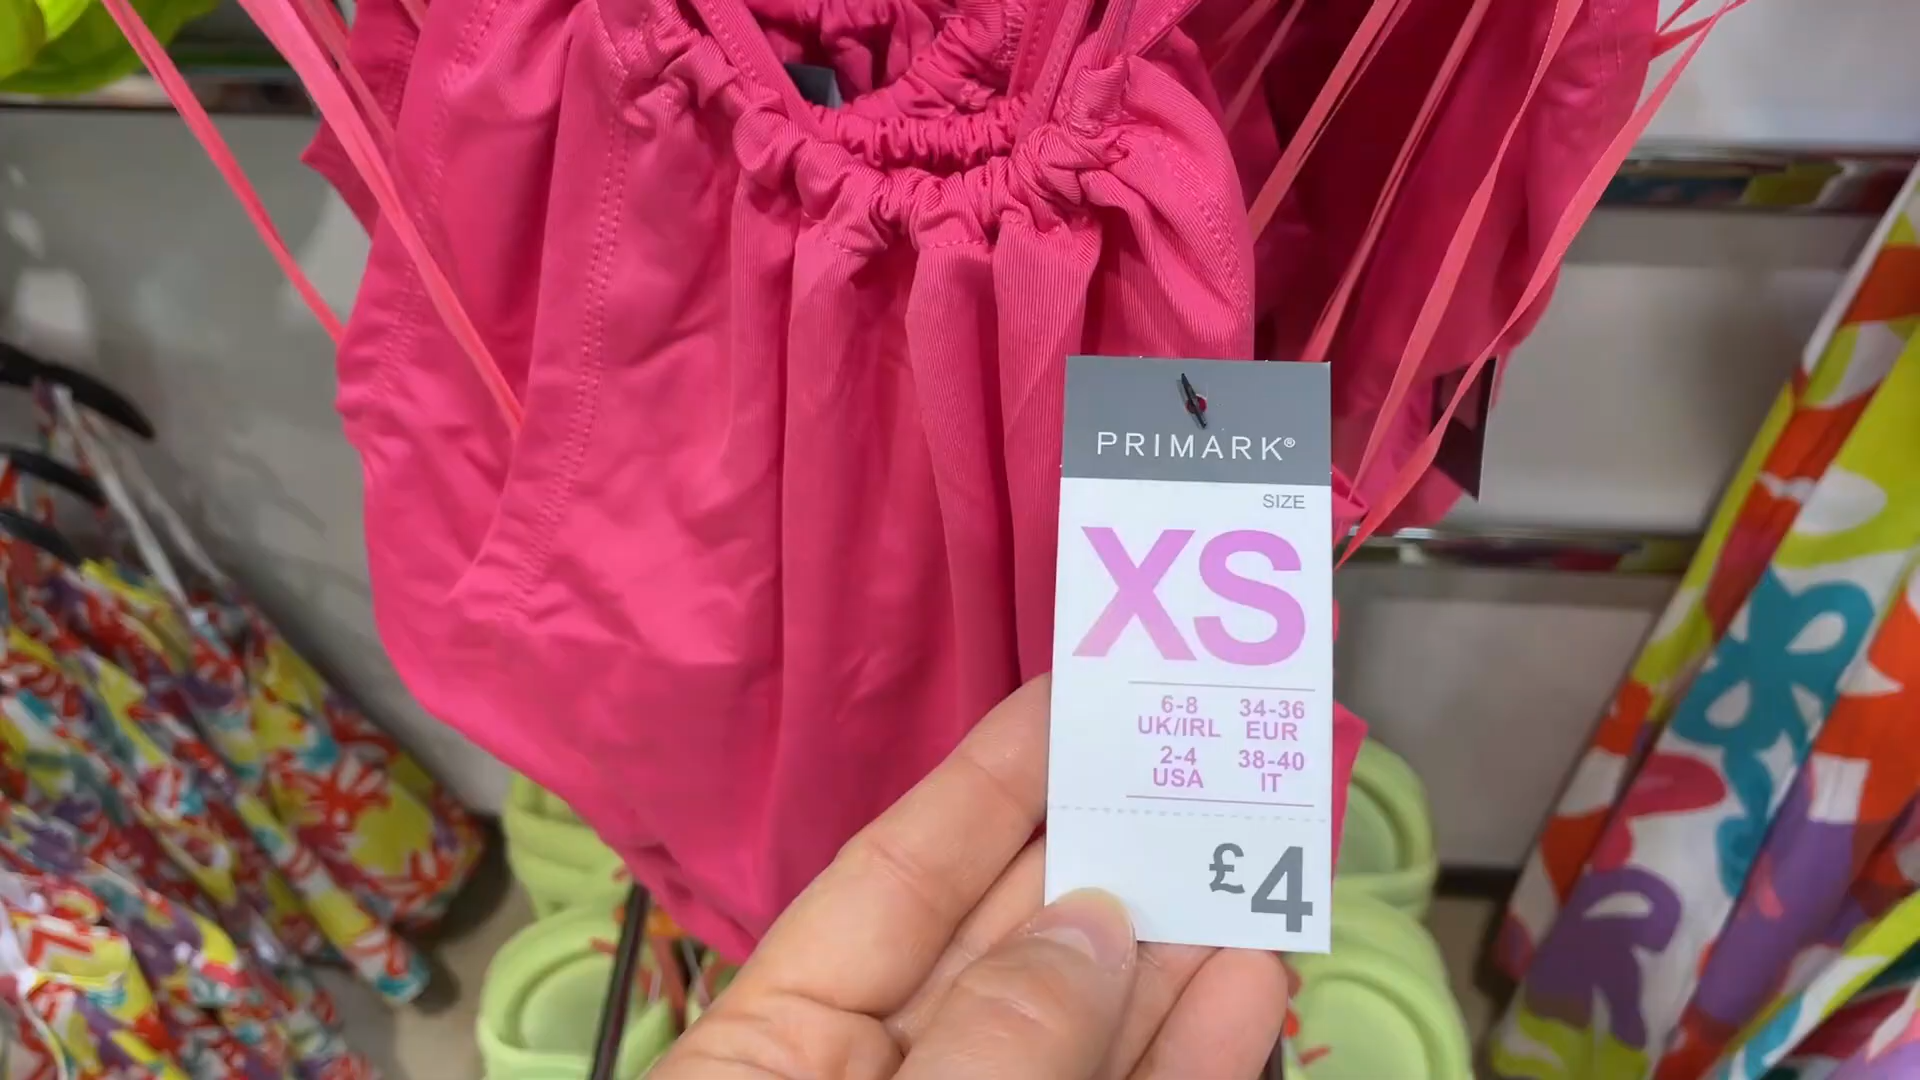 PRIMARK®
SIZE
XS
6-8 34-36
UK/IRL EUR
2-4 38-40
USA IT
£4